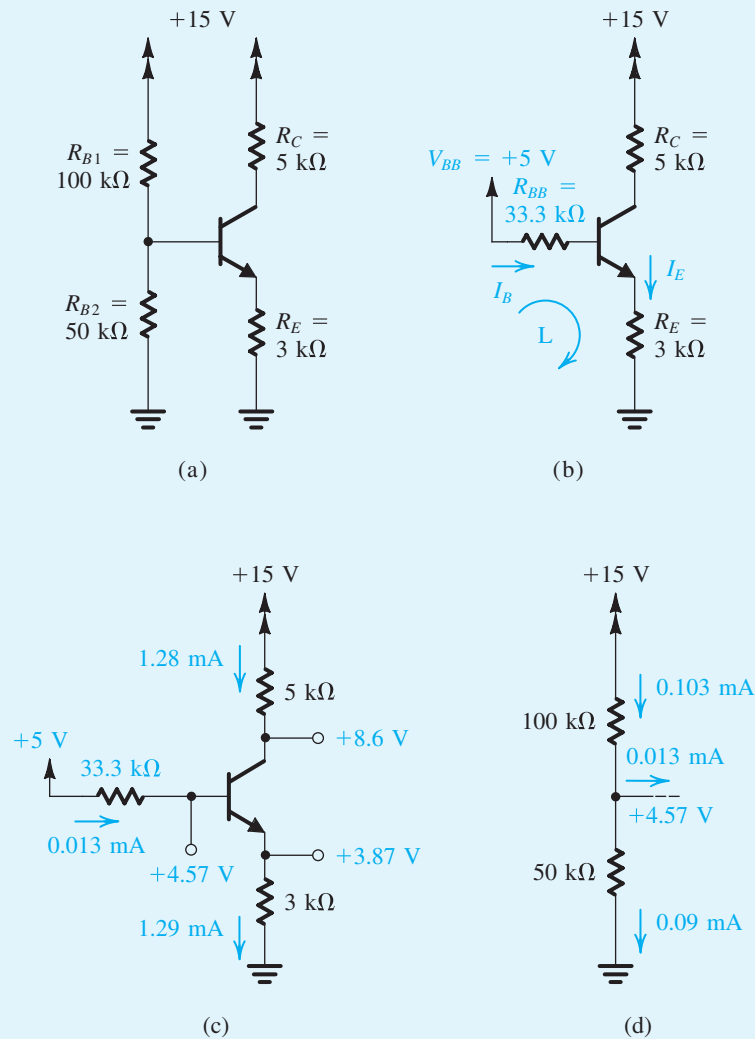 +15 V
R_B1 =
100 kΩ
R_C =
5 kΩ
R_B2 =
50 kΩ
R_E =
3 kΩ
(a)
+15 V
R_C =
5 kΩ
V_BB = +5 V
R_BB =
33.3 kΩ
I_B
I_E
L
R_E =
3 kΩ
(b)
+15 V
1.28 mA
5 kΩ
+8.6 V
+5 V
33.3 kΩ
0.013 mA
+4.57 V
+3.87 V
3 kΩ
1.29 mA
(c)
+15 V
0.103 mA
100 kΩ
0.013 mA
+4.57 V
50 kΩ
0.09 mA
(d)